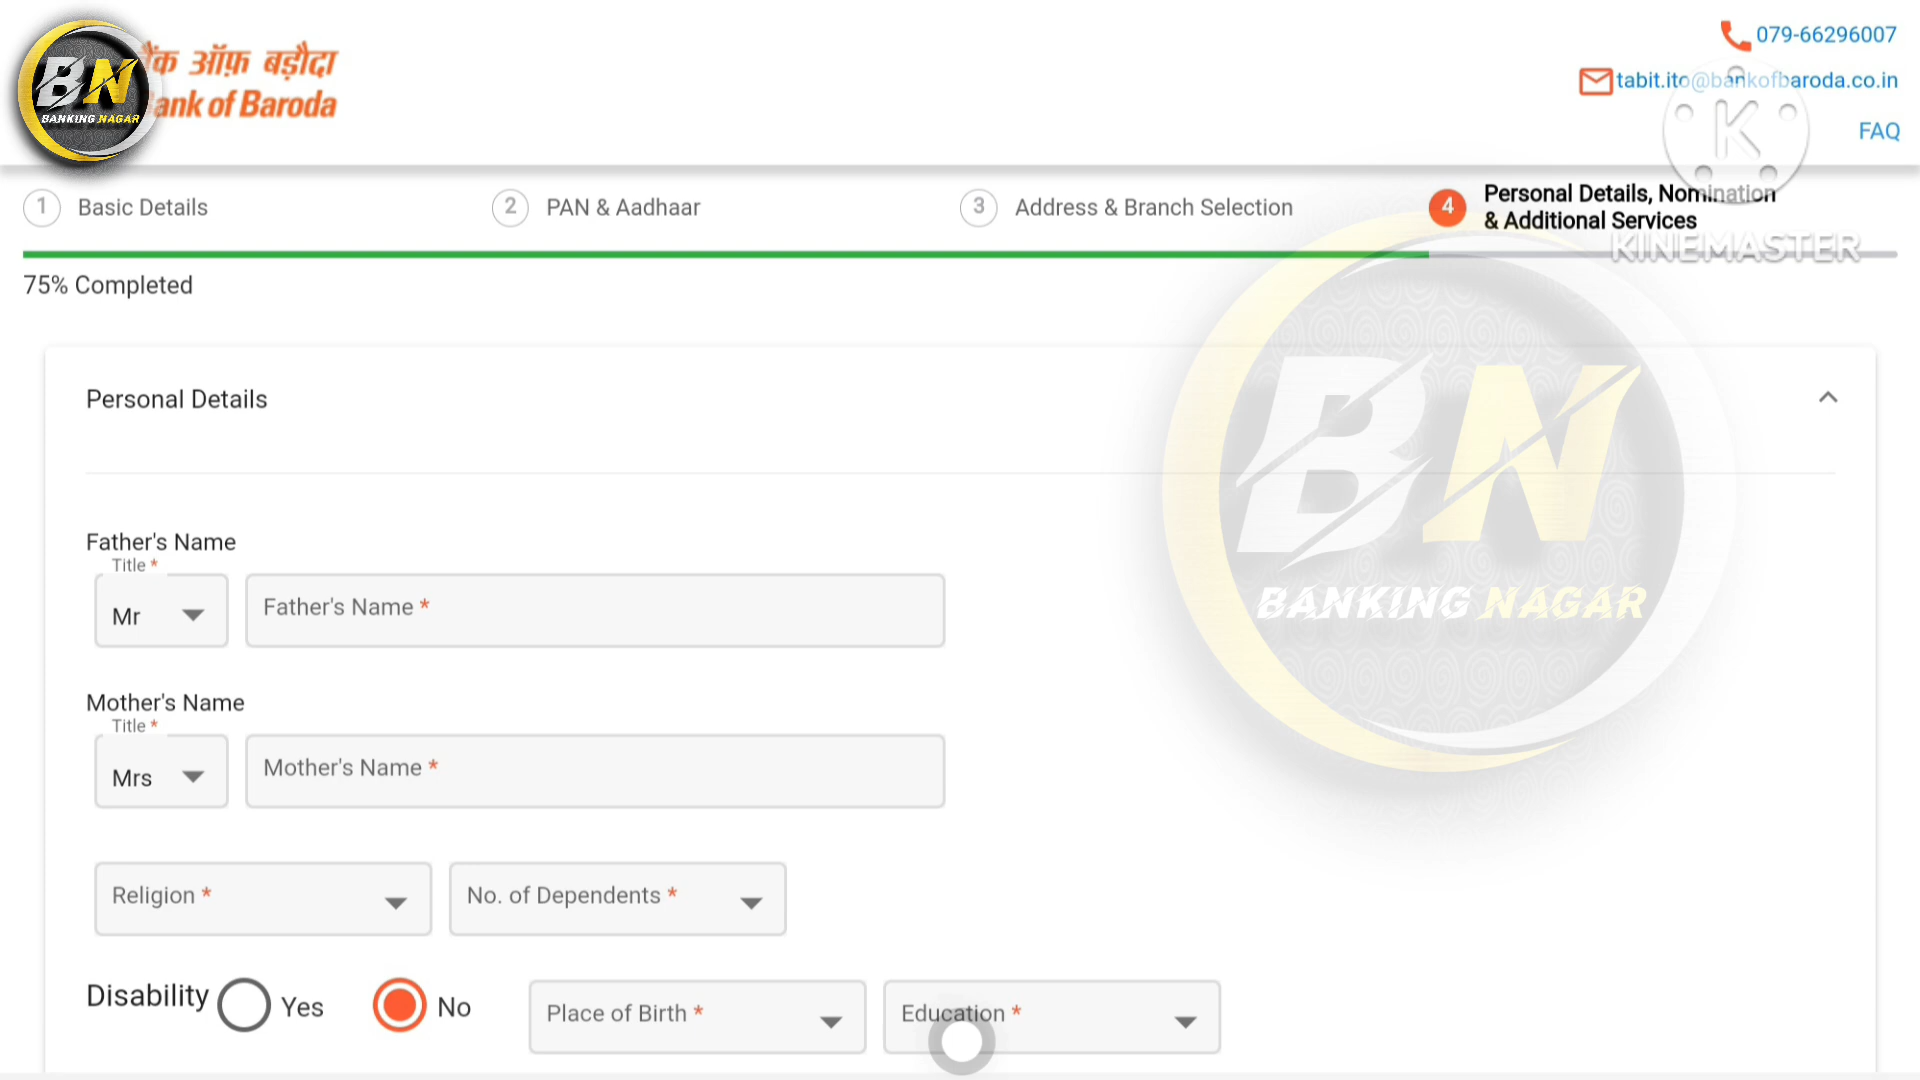 BN
BANKING NAGAR
बैंक ऑफ़ बड़ौदा
Bank of Baroda
079-66296007
tabit.ito@bankofbaroda.co.in
FAQ
K
KINEMASTER
1 Basic Details
2 PAN & Aadhaar
3 Address & Branch Selection
4 Personal Details, Nomination
& Additional Services
75% Completed
Personal Details
BN
BANKING NAGAR
Father's Name
Title *
Mr
Father's Name *
Mother's Name
Title *
Mrs
Mother's Name *
Religion *
No. of Dependents *
Disability
Yes
No
Place of Birth *
Education *